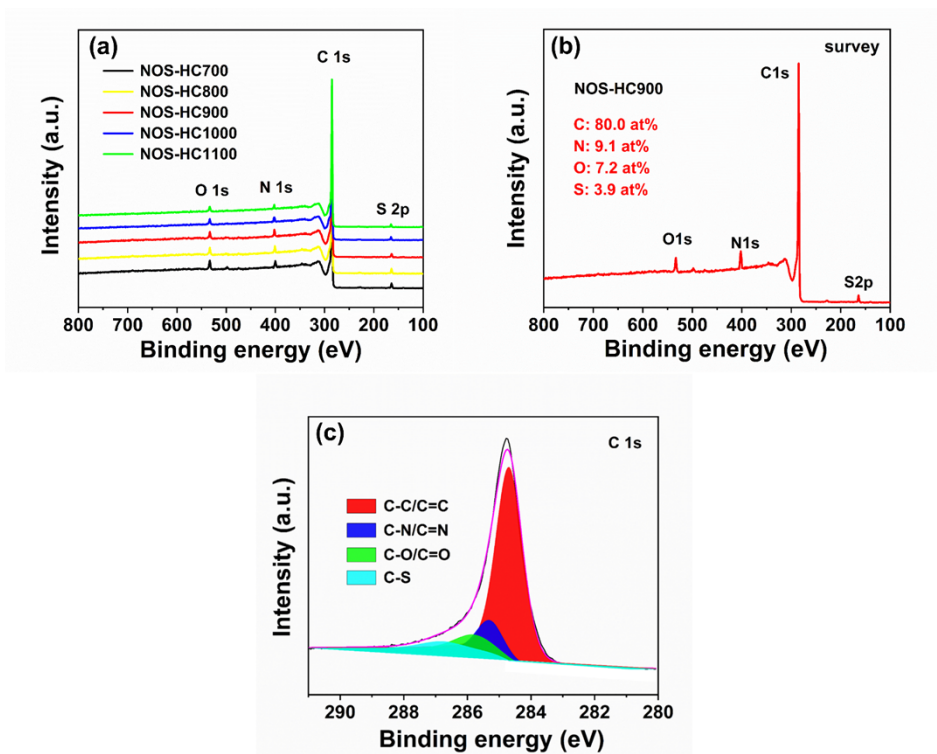 (a)
C 1s
NOS-HC700
NOS-HC800
NOS-HC900
NOS-HC1000
NOS-HC1100
O 1s
N 1s
S 2p
Intensity (a.u.)
800 700 600 500 400 300 200 100
Binding energy (eV)
(b)
survey
C1s
NOS-HC900
C: 80.0 at%
N: 9.1 at%
O: 7.2 at%
S: 3.9 at%
O1s
N1s
S2p
Intensity (a.u.)
800 700 600 500 400 300 200 100
Binding energy (eV)
(c)
C 1s
C-C/C=C
C-N/C=N
C-O/C=O
C-S
Intensity (a.u.)
290 288 286 284 282 280
Binding energy (eV)